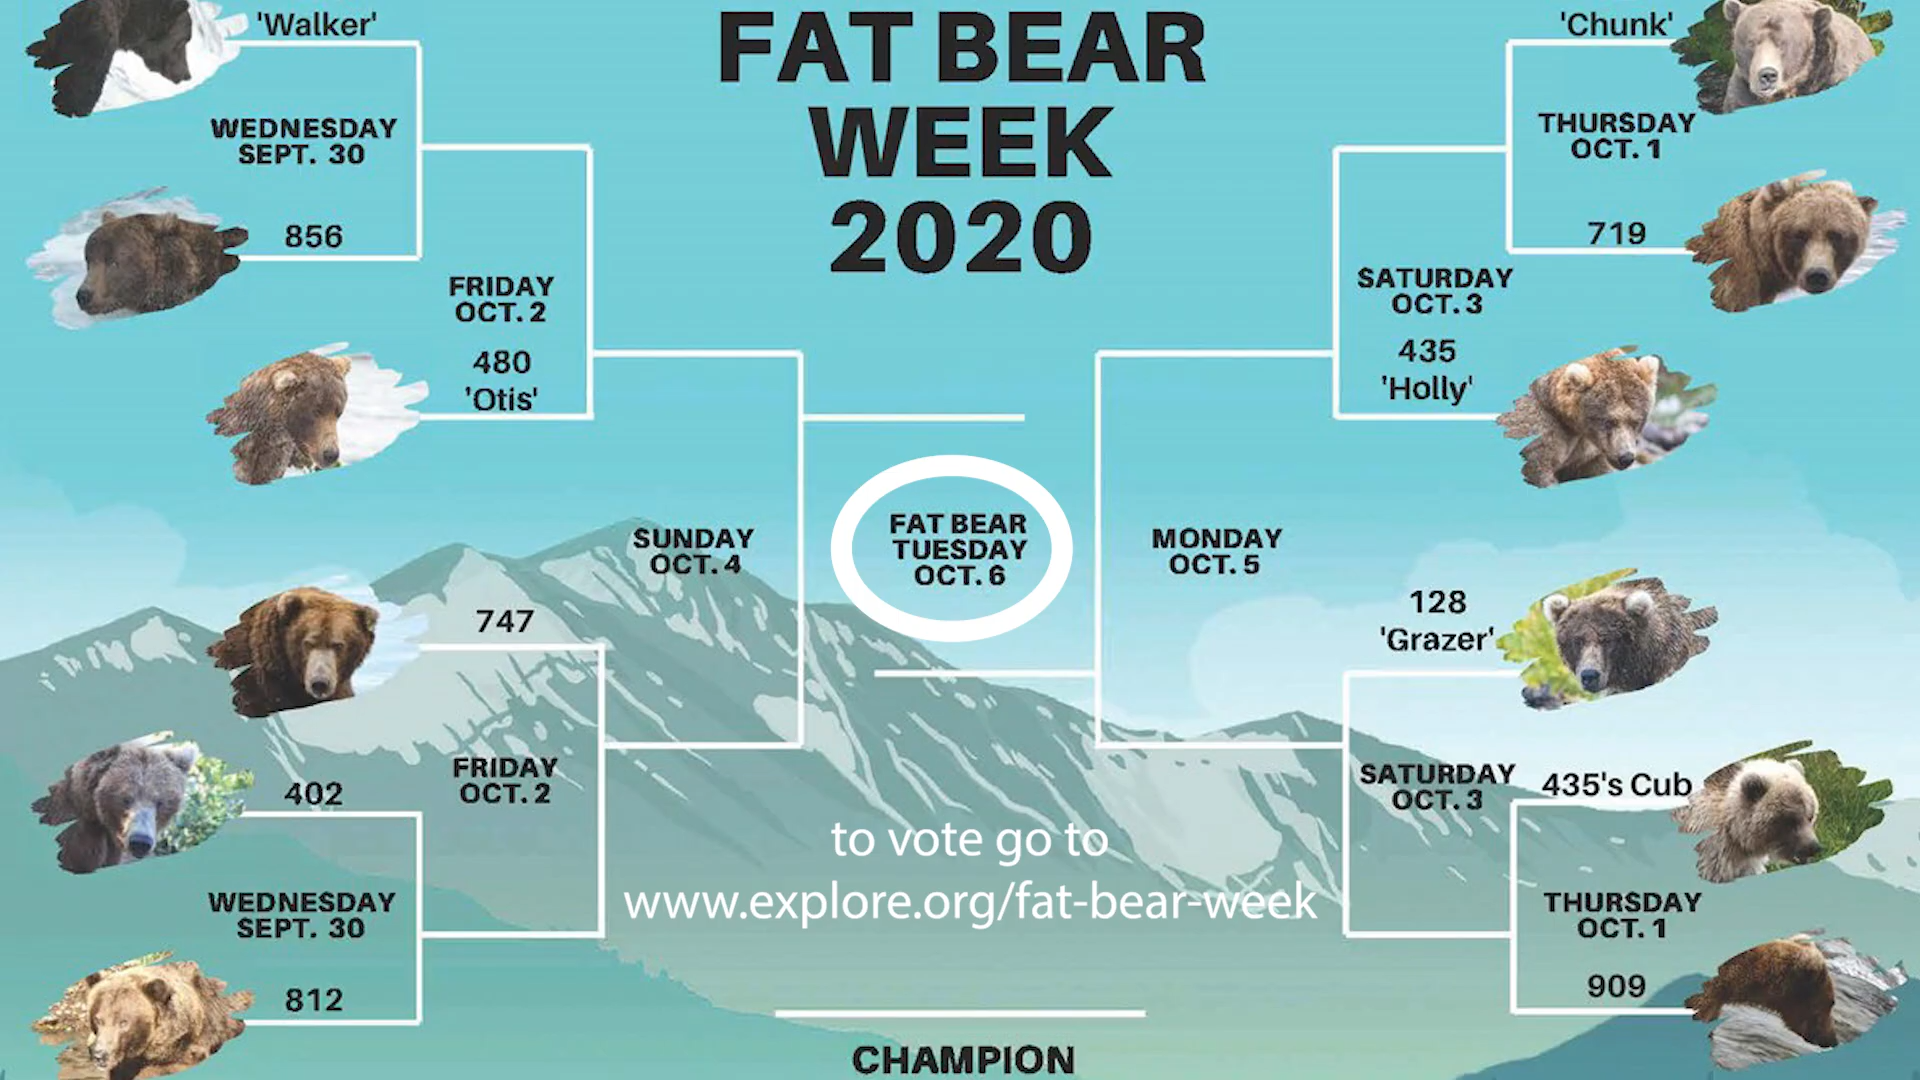 FAT BEAR
WEEK
2020
'Walker'
WEDNESDAY
SEPT. 30
856
FRIDAY
OCT. 2
480
'Otis'
SUNDAY
OCT. 4
747
402
FRIDAY
OCT. 2
WEDNESDAY
SEPT. 30
812
FAT BEAR
TUESDAY
OCT. 6
'Chunk'
THURSDAY
OCT. 1
719
SATURDAY
OCT. 3
435
'Holly'
MONDAY
OCT. 5
128
'Grazer'
SATURDAY
OCT. 3
435's Cub
THURSDAY
OCT. 1
909
to vote go to
www.explore.org/fat-bear-week
CHAMPION